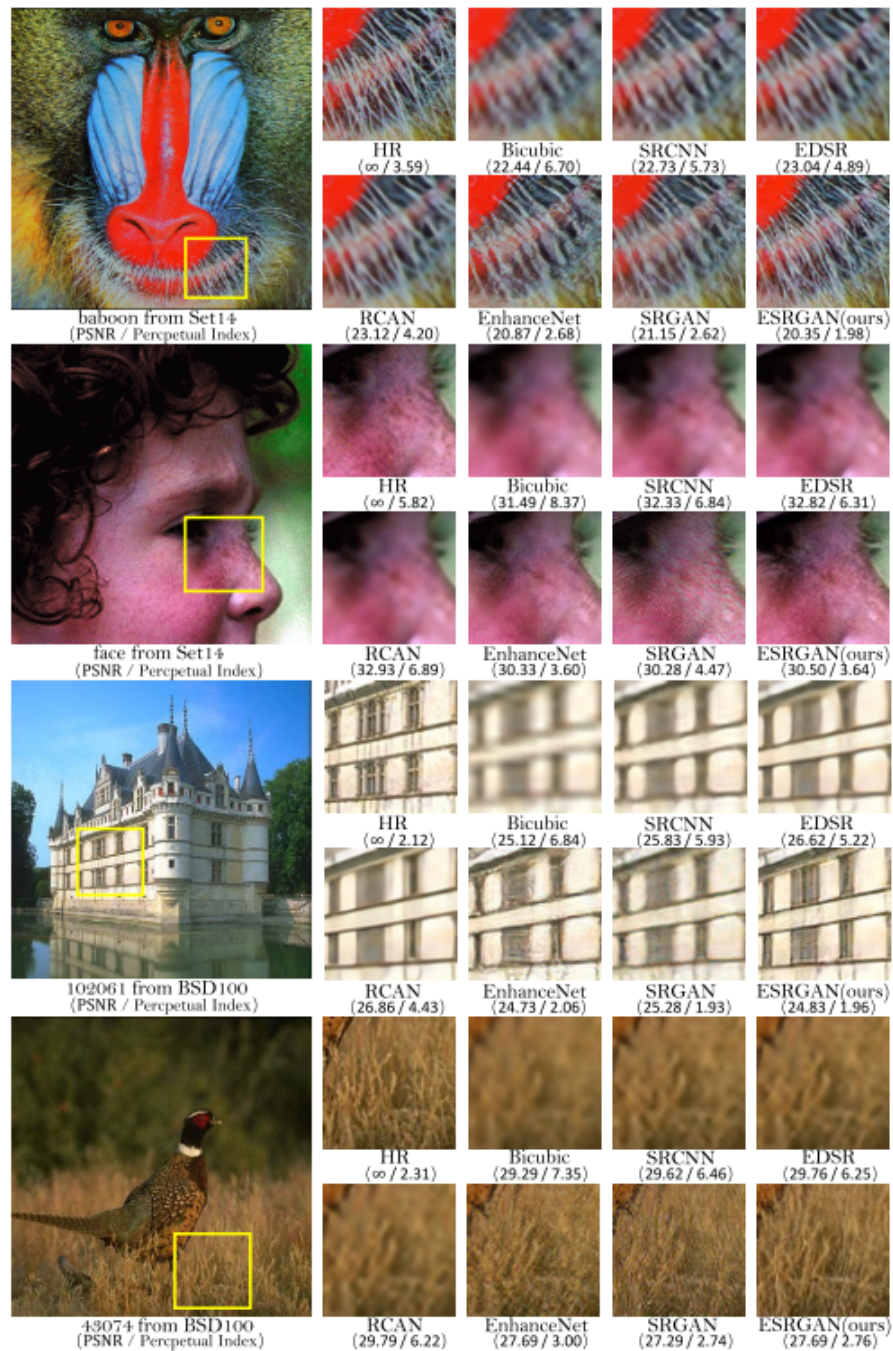 HR
(∞ / 3.59)
Bicubic
(22.44 / 6.70)
SRCNN
(22.73 / 5.73)
EDSR
(23.04 / 4.89)
baboon from Set14
(PSNR / Percpetual Index)
RCAN
(23.12 / 4.20)
EnhanceNet
(20.87 / 2.68)
SRGAN
(21.15 / 2.62)
ESRGAN(ours)
(20.35 / 1.98)
HR
(∞ / 5.82)
Bicubic
(31.49 / 8.37)
SRCNN
(32.33 / 6.84)
EDSR
(32.82 / 6.31)
face from Set14
(PSNR / Percpetual Index)
RCAN
(32.93 / 6.89)
EnhanceNet
(30.33 / 3.60)
SRGAN
(30.28 / 4.47)
ESRGAN(ours)
(30.50 / 3.64)
HR
(∞ / 2.12)
Bicubic
(25.12 / 6.84)
SRCNN
(25.83 / 5.93)
EDSR
(26.62 / 5.22)
102061 from BSD100
(PSNR / Percpetual Index)
RCAN
(26.86 / 4.43)
EnhanceNet
(24.73 / 2.06)
SRGAN
(25.28 / 1.93)
ESRGAN(ours)
(24.83 / 1.96)
HR
(∞ / 2.31)
Bicubic
(29.29 / 7.35)
SRCNN
(29.62 / 6.46)
EDSR
(29.76 / 6.25)
43074 from BSD100
(PSNR / Percpetual Index)
RCAN
(29.79 / 6.22)
EnhanceNet
(27.69 / 3.00)
SRGAN
(27.29 / 2.74)
ESRGAN(ours)
(27.69 / 2.76)